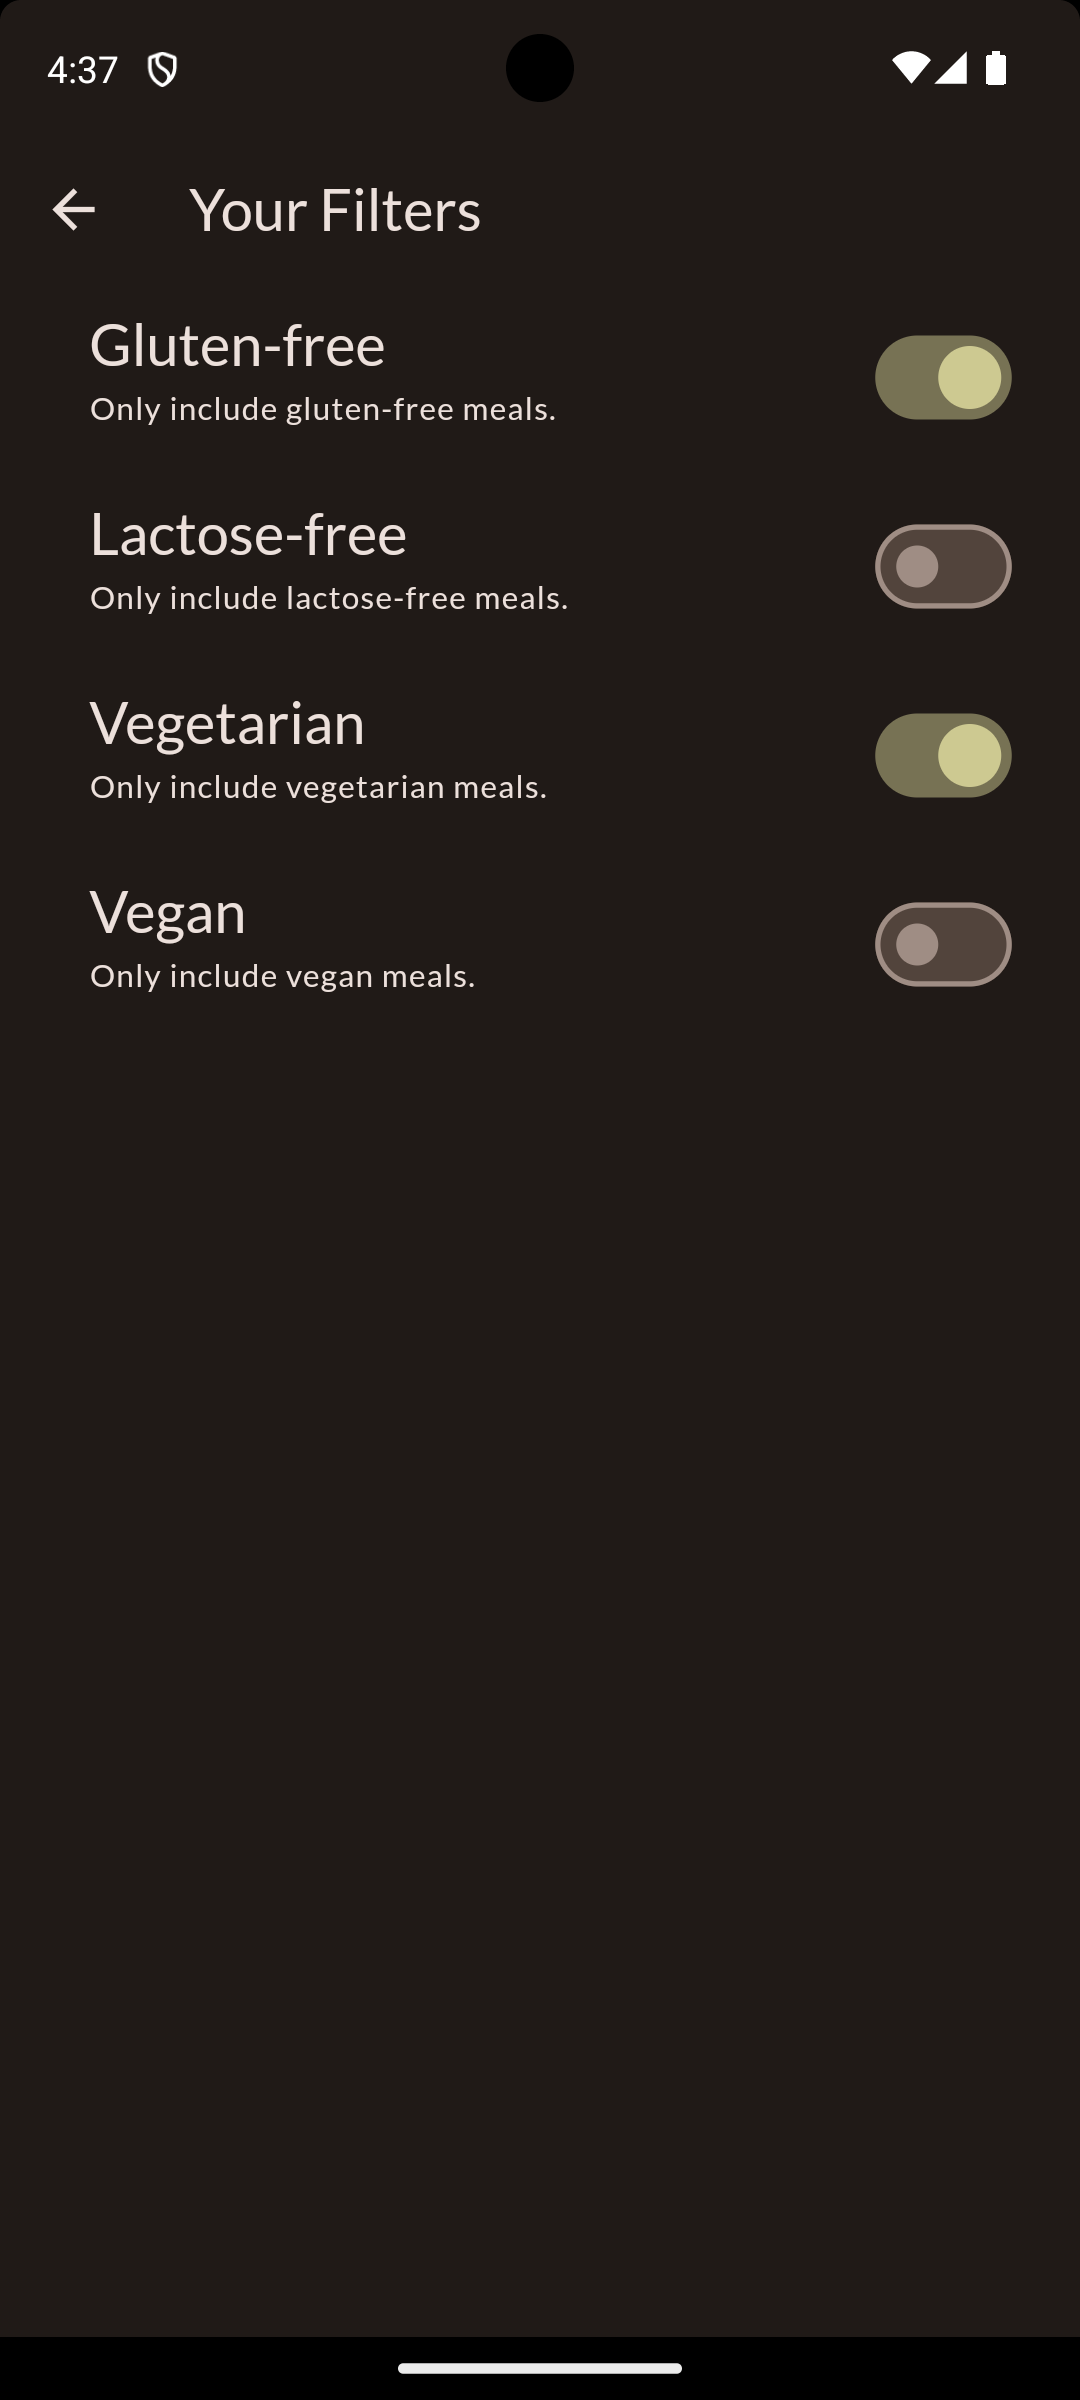 4:37
Your Filters
Gluten-free
Only include gluten-free meals.
Lactose-free
Only include lactose-free meals.
Vegetarian
Only include vegetarian meals.
Vegan
Only include vegan meals.